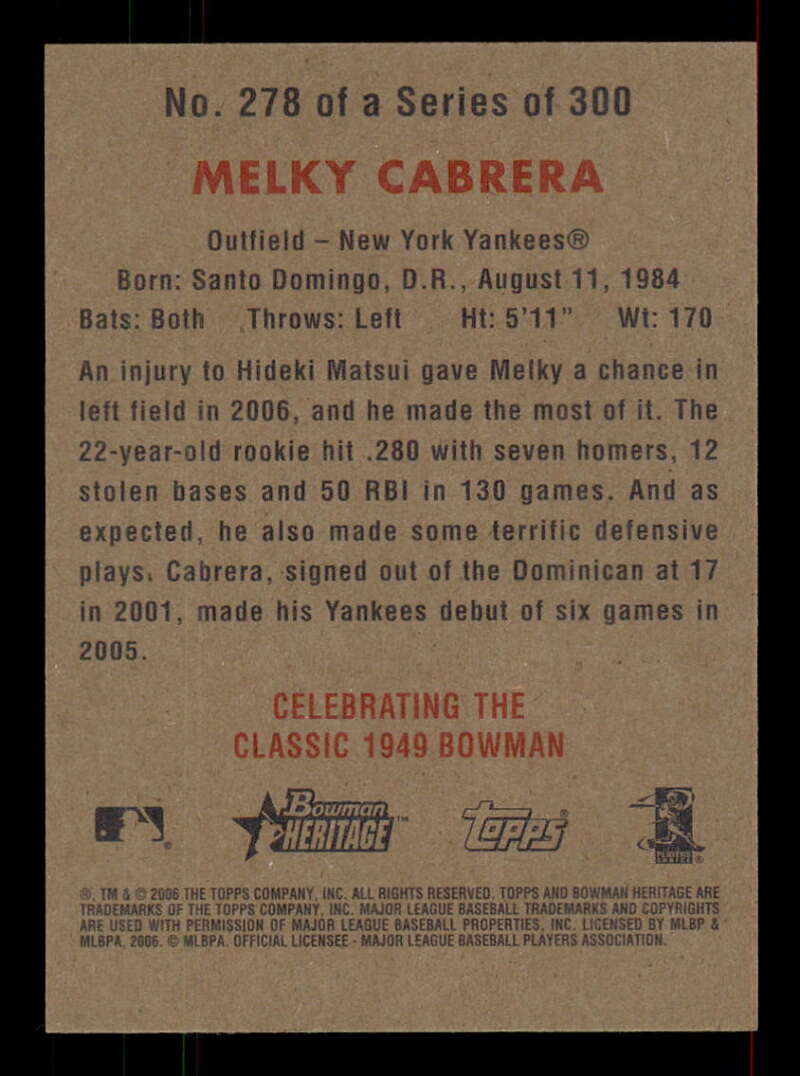 No. 278 of a Series of 300
MELKY CABRERA
Outfield – New York Yankees®
Born: Santo Domingo, D.R., August 11, 1984
Bats: Both Throws: Left Ht: 5'11" Wt: 170
An injury to Hideki Matsui gave Melky a chance in
left field in 2006, and he made the most of it. The
22-year-old rookie hit .280 with seven homers, 12
stolen bases and 50 RBI in 130 games. And as
expected, he also made some terrific defensive
plays. Cabrera, signed out of the Dominican at 17
in 2001, made his Yankees debut of six games in
2005.
CELEBRATING THE
CLASSIC 1949 BOWMAN
Bowman
HERITAGE™
Topps®
®, TM & © 2006 THE TOPPS COMPANY, INC. ALL RIGHTS RESERVED. TOPPS AND BOWMAN HERITAGE ARE
TRADEMARKS OF THE TOPPS COMPANY, INC. MAJOR LEAGUE BASEBALL TRADEMARKS AND COPYRIGHTS
ARE USED WITH PERMISSION OF MAJOR LEAGUE BASEBALL PROPERTIES, INC. LICENSED BY MLBP &
MLBPA, 2006. © MLBPA. OFFICIAL LICENSEE - MAJOR LEAGUE BASEBALL PLAYERS ASSOCIATION.